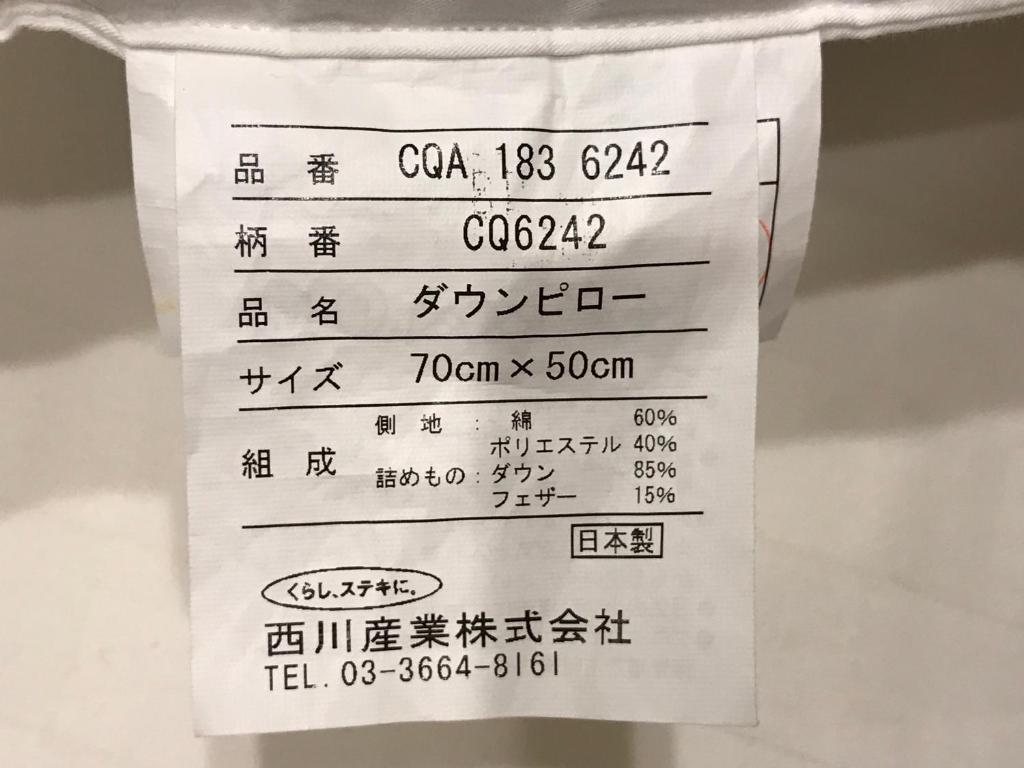 品番 CQA 183 6242
柄番 CQ6242
品名 ダウンピロー
サイズ 70cm×50cm
組成 側地: 綿 60%
ポリエステル 40%
詰めもの: ダウン 85%
フェザー 15%
日本製
くらし、ステキに。
西川産業株式会社
TEL. 03-3664-8161